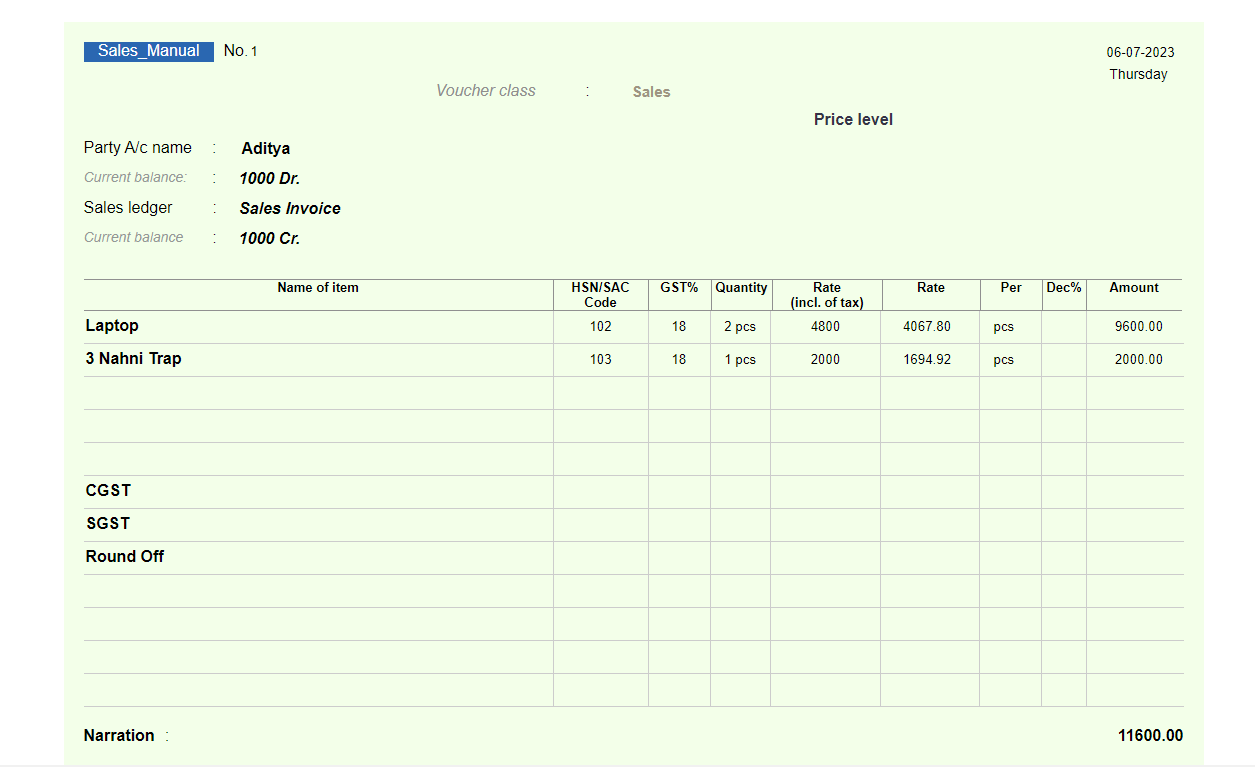 Sales_Manual No. 1 06-07-2023
Thursday
Voucher class : Sales
Price level
Party A/c name : Aditya
Current balance: : 1000 Dr.
Sales ledger : Sales Invoice
Current balance : 1000 Cr.
Name of item HSN/SAC Code GST% Quantity Rate (incl. of tax) Rate Per Dec% Amount
Laptop 102 18 2 pcs 4800 4067.80 pcs 9600.00
3 Nahni Trap 103 18 1 pcs 2000 1694.92 pcs 2000.00
CGST
SGST
Round Off
Narration : 11600.00